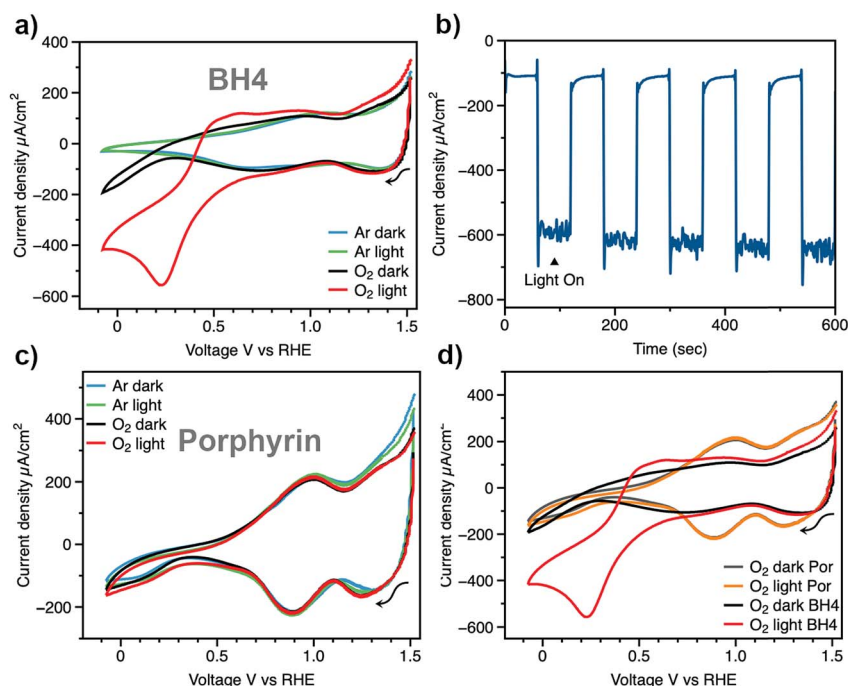 a)
BH4
Current density µA/cm²
200
0
−200
−400
−600
Ar dark
Ar light
O₂ dark
O₂ light
0
0.5
1.0
1.5
Voltage V vs RHE
b)
Current density µA/cm²
0
−200
−400
−600
−800
Light On
0
200
400
600
Time (sec)
c)
Porphyrin
Current density µA/cm²
400
200
0
−200
Ar dark
Ar light
O₂ dark
O₂ light
0
0.5
1.0
1.5
Voltage V vs RHE
d)
Current density µA/cm²
400
200
0
−200
−400
−600
O₂ dark Por
O₂ light Por
O₂ dark BH4
O₂ light BH4
0
0.5
1.0
1.5
Voltage V vs RHE